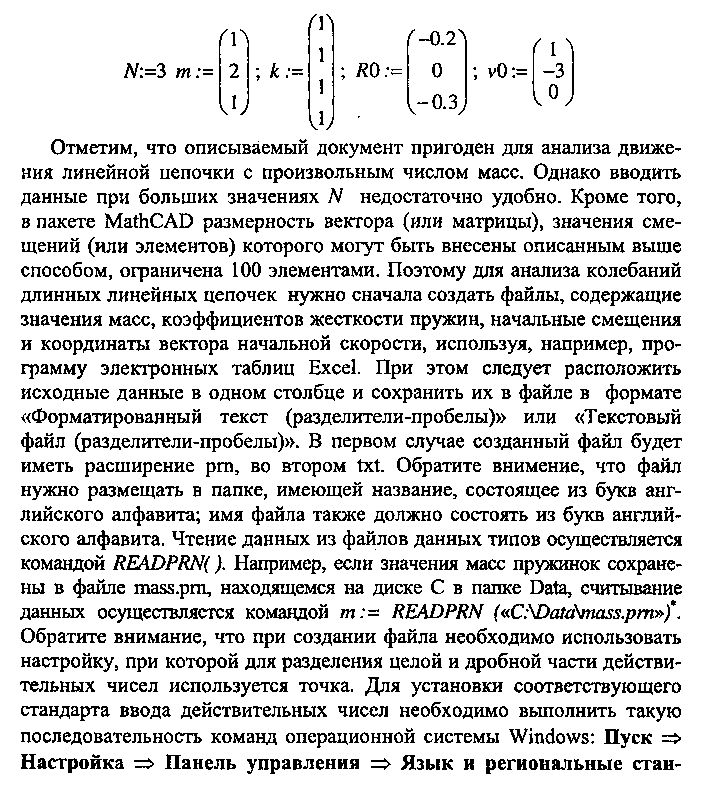 N:=3 m := (1 2 1) ; k := (1 1 1 1) ; R0 := (−0.2 0 −0.3) ; v0 := (1 −3 0)
Отметим, что описываемый документ пригоден для анализа движе-
ния линейной цепочки с произвольным числом масс. Однако вводить
данные при больших значениях N недостаточно удобно. Кроме того,
в пакете MathCAD размерность вектора (или матрицы), значения сме-
щений (или элементов) которого могут быть внесены описанным выше
способом, ограничена 100 элементами. Поэтому для анализа колебаний
длинных линейных цепочек нужно сначала создать файлы, содержащие
значения масс, коэффициентов жесткости пружин, начальные смещения
и координаты вектора начальной скорости, используя, например, про-
грамму электронных таблиц Excel. При этом следует расположить
исходные данные в одном столбце и сохранить их в файле в формате
«Форматированный текст (разделители-пробелы)» или «Текстовый
файл (разделители-пробелы)». В первом случае созданный файл будет
иметь расширение prn, во втором txt. Обратите внимание, что файл
нужно размещать в папке, имеющей название, состоящее из букв анг-
лийского алфавита; имя файла также должно состоять из букв англий-
ского алфавита. Чтение данных из файлов данных типов осуществляется
командой READPRN( ). Например, если значения масс пружинок сохране-
ны в файле mass.prn, находящемся на диске C в папке Data, считывание
данных осуществляется командой m := READPRN («C:\Data\mass.prn»)*.
Обратите внимание, что при создании файла необходимо использовать
настройку, при которой для разделения целой и дробной части действи-
тельных чисел используется точка. Для установки соответствующего
стандарта ввода действительных чисел необходимо выполнить такую
последовательность команд операционной системы Windows: Пуск ⇒
Настройка ⇒ Панель управления ⇒ Язык и региональные стан-